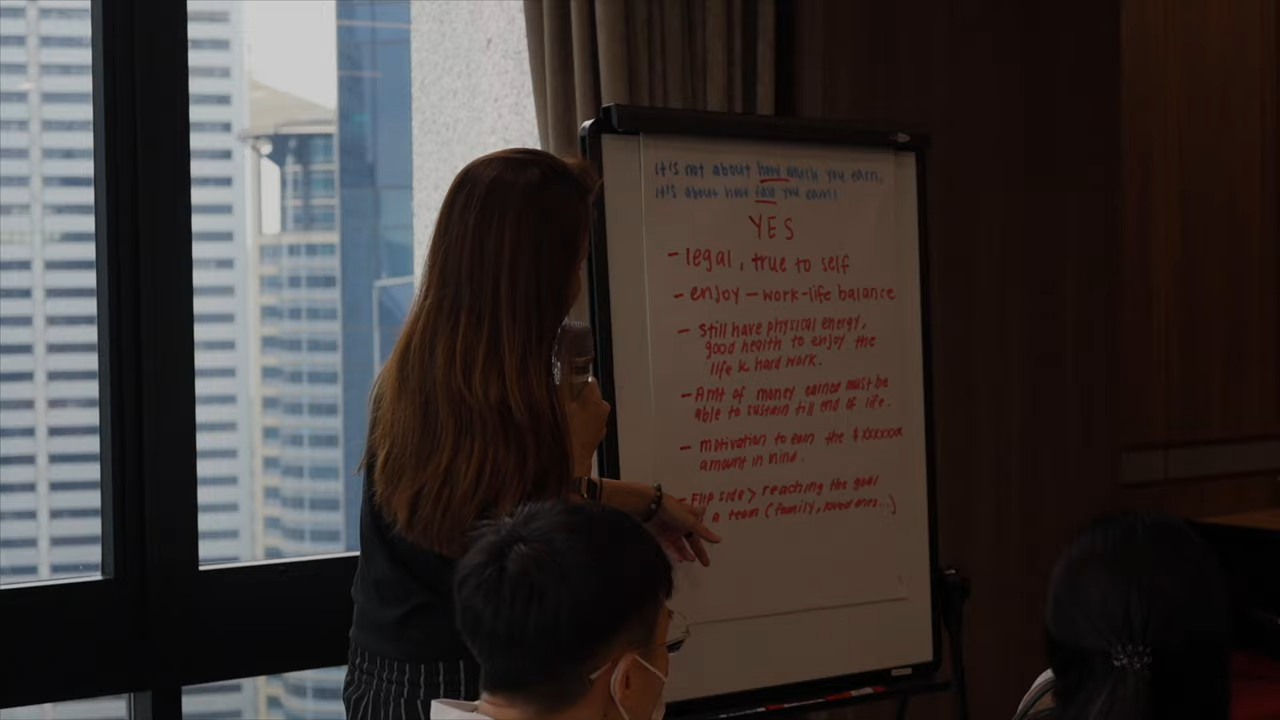 it's not about how much you earn,
it's about how fast you earn!
YES
- legal, true to self
- enjoy - work-life balance
- still have physical energy,
good health to enjoy the
life & hard work.
- Amt of money earned must be
able to sustain till end of life.
- motivation to earn the $xxxxxxx
amount in mind.
- Flip side > reaching the goal
a team (family, loved ones...)